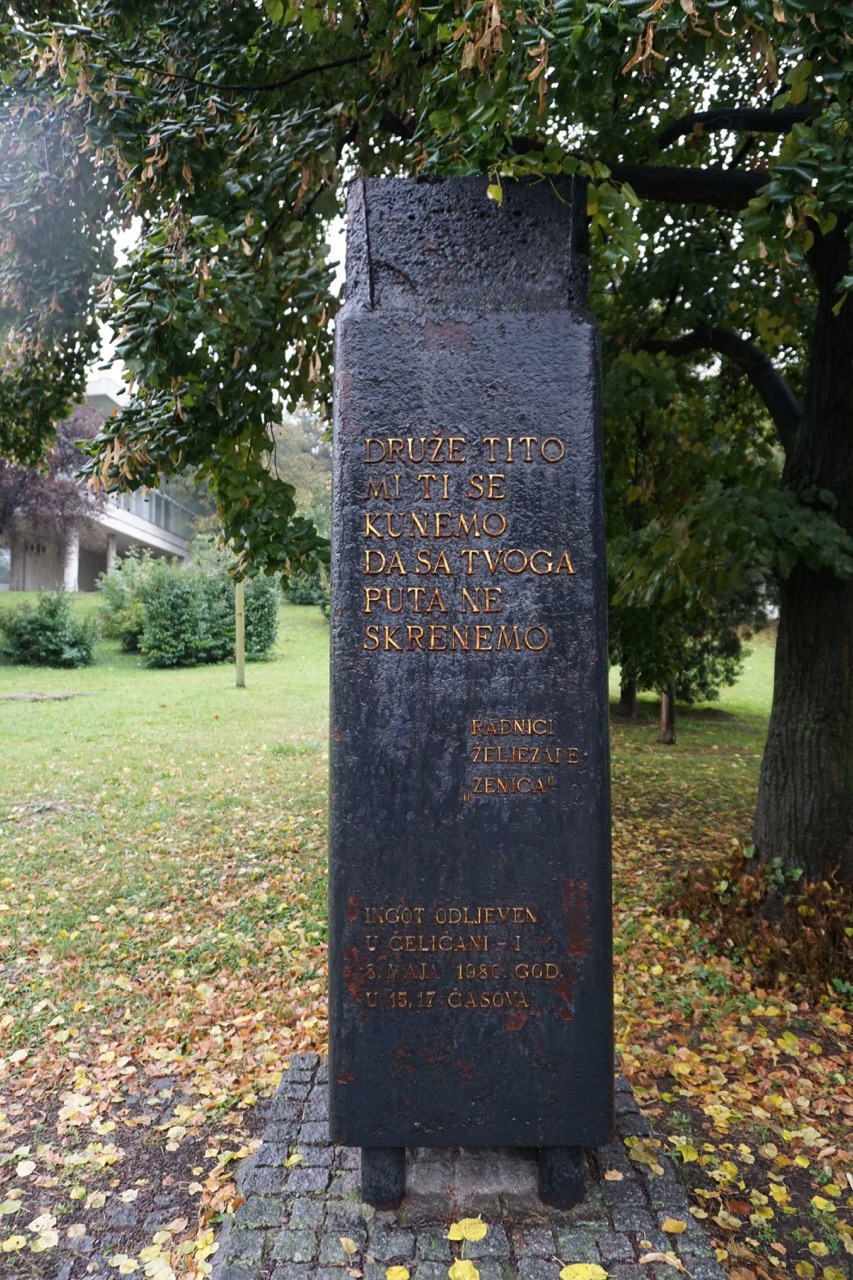 DRUŽE TITO
MI TI SE
KUNEMO
DA SA TVOGA
PUTA NE
SKRENEMO
RADNICI
ŽELJEZARE
„ZENICA"
INGOT ODLJEVEN
U ČELIČANI - I
8. MAJA 1980. GOD.
U 15,17 ČASOVA